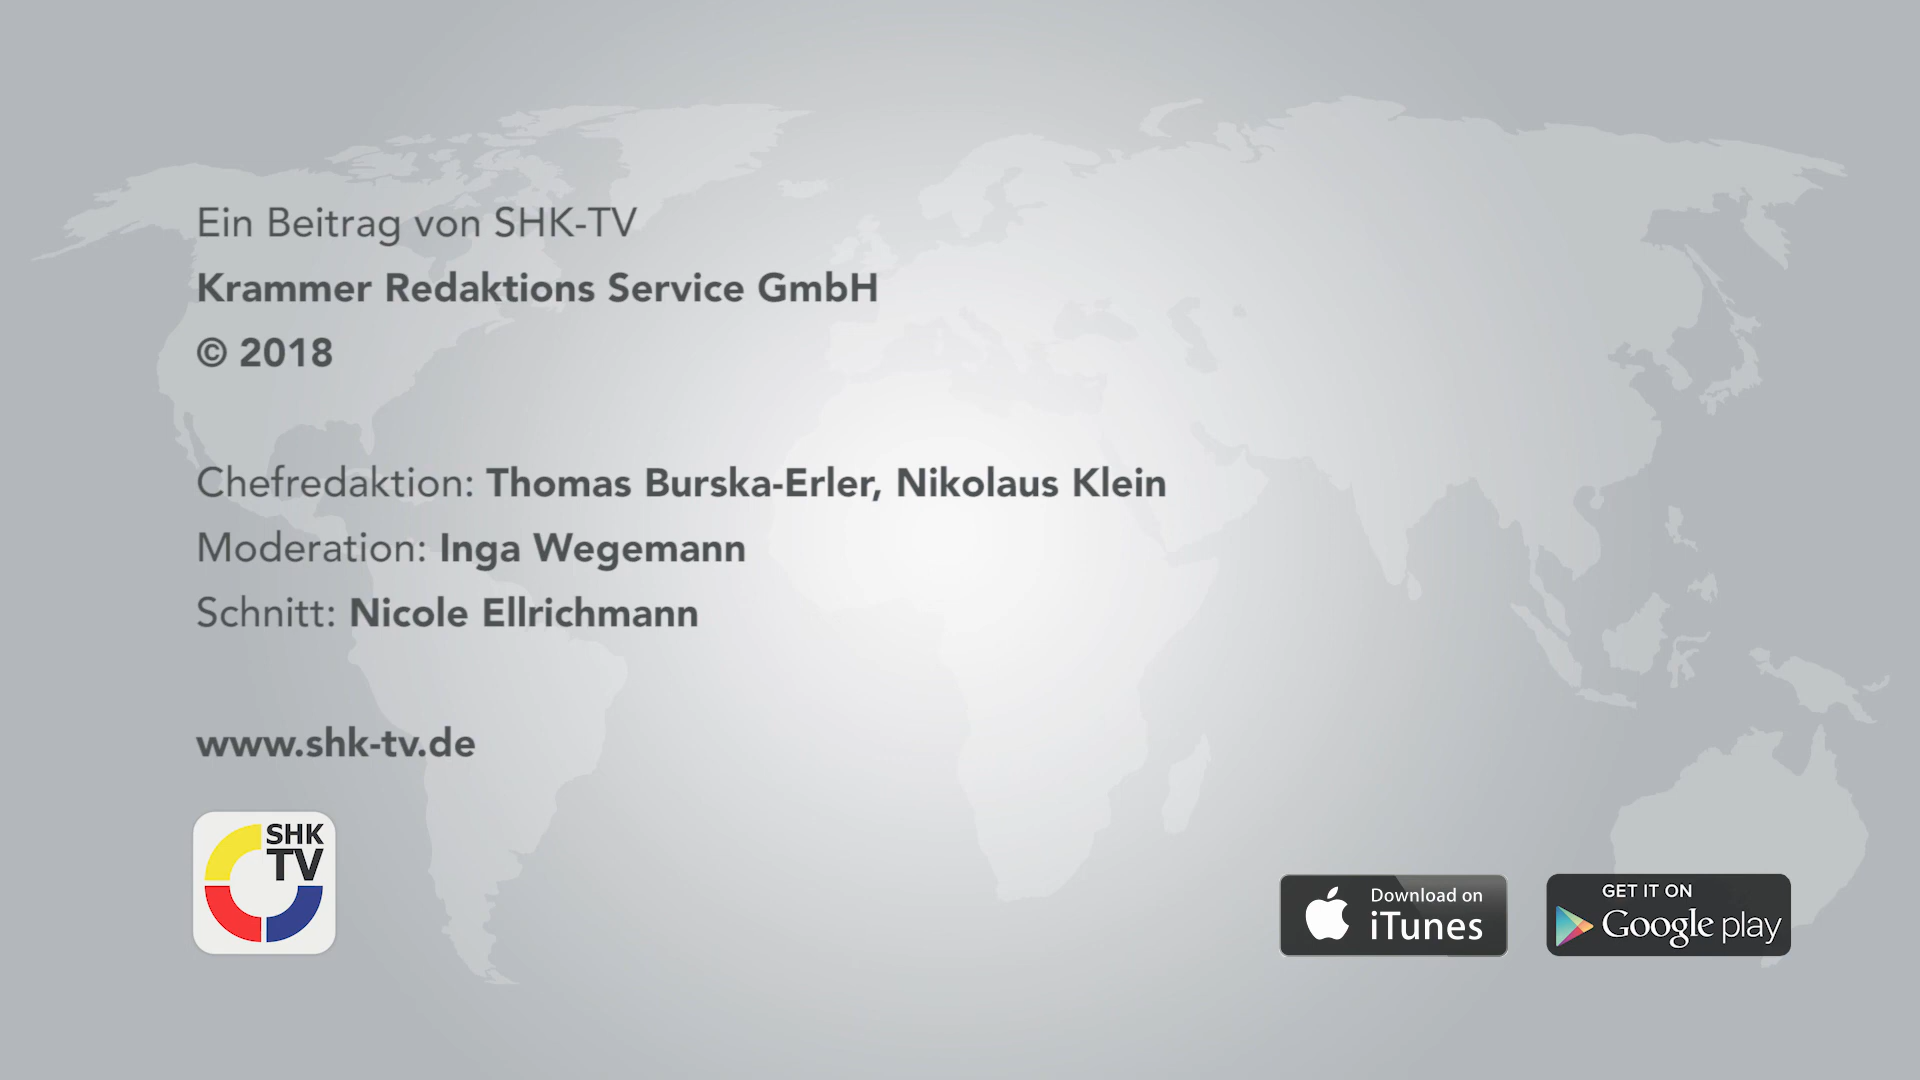 Ein Beitrag von SHK-TV
Krammer Redaktions Service GmbH
© 2018
Chefredaktion: Thomas Burska-Erler, Nikolaus Klein
Moderation: Inga Wegemann
Schnitt: Nicole Ellrichmann
www.shk-tv.de
SHK
TV
Download on
iTunes
GET IT ON
Google play